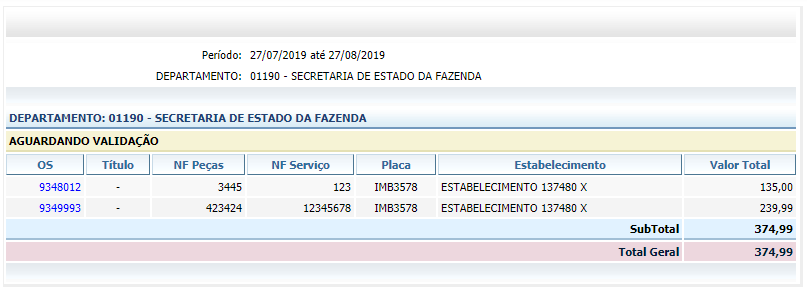 Período: 27/07/2019 até 27/08/2019
DEPARTAMENTO: 01190 - SECRETARIA DE ESTADO DA FAZENDA
DEPARTAMENTO: 01190 - SECRETARIA DE ESTADO DA FAZENDA
AGUARDANDO VALIDAÇÃO
OS Título NF Peças NF Serviço Placa Estabelecimento Valor Total
9348012 - 3445 123 IMB3578 ESTABELECIMENTO 137480 X 135,00
9349993 - 423424 12345678 IMB3578 ESTABELECIMENTO 137480 X 239,99
SubTotal 374,99
Total Geral 374,99